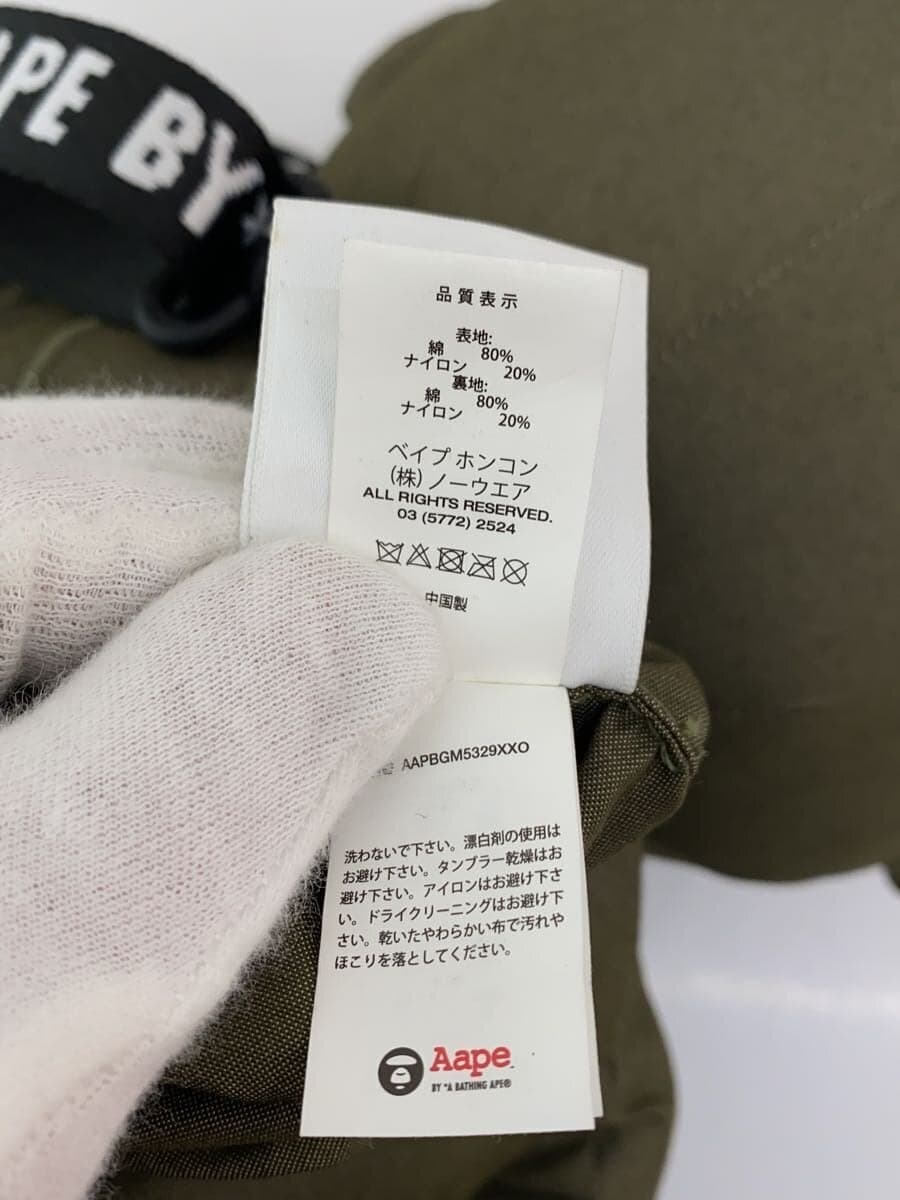 APE BY*
品質表示
表地:
綿 80%
ナイロン 20%
裏地:
綿 80%
ナイロン 20%
ベイプ ホンコン
(株) ノーウエア
ALL RIGHTS RESERVED.
03 (5772) 2524
中国製
AAPBGM5329XXO
洗わないで下さい。漂白剤の使用は
お避け下さい。タンブラー乾燥はお
避け下さい。アイロンはお避け下さ
い。ドライクリーニングはお避け下
さい。乾いたやわらかい布で汚れや
ほこりを落としてください。
Aape
BY *A BATHING APE®